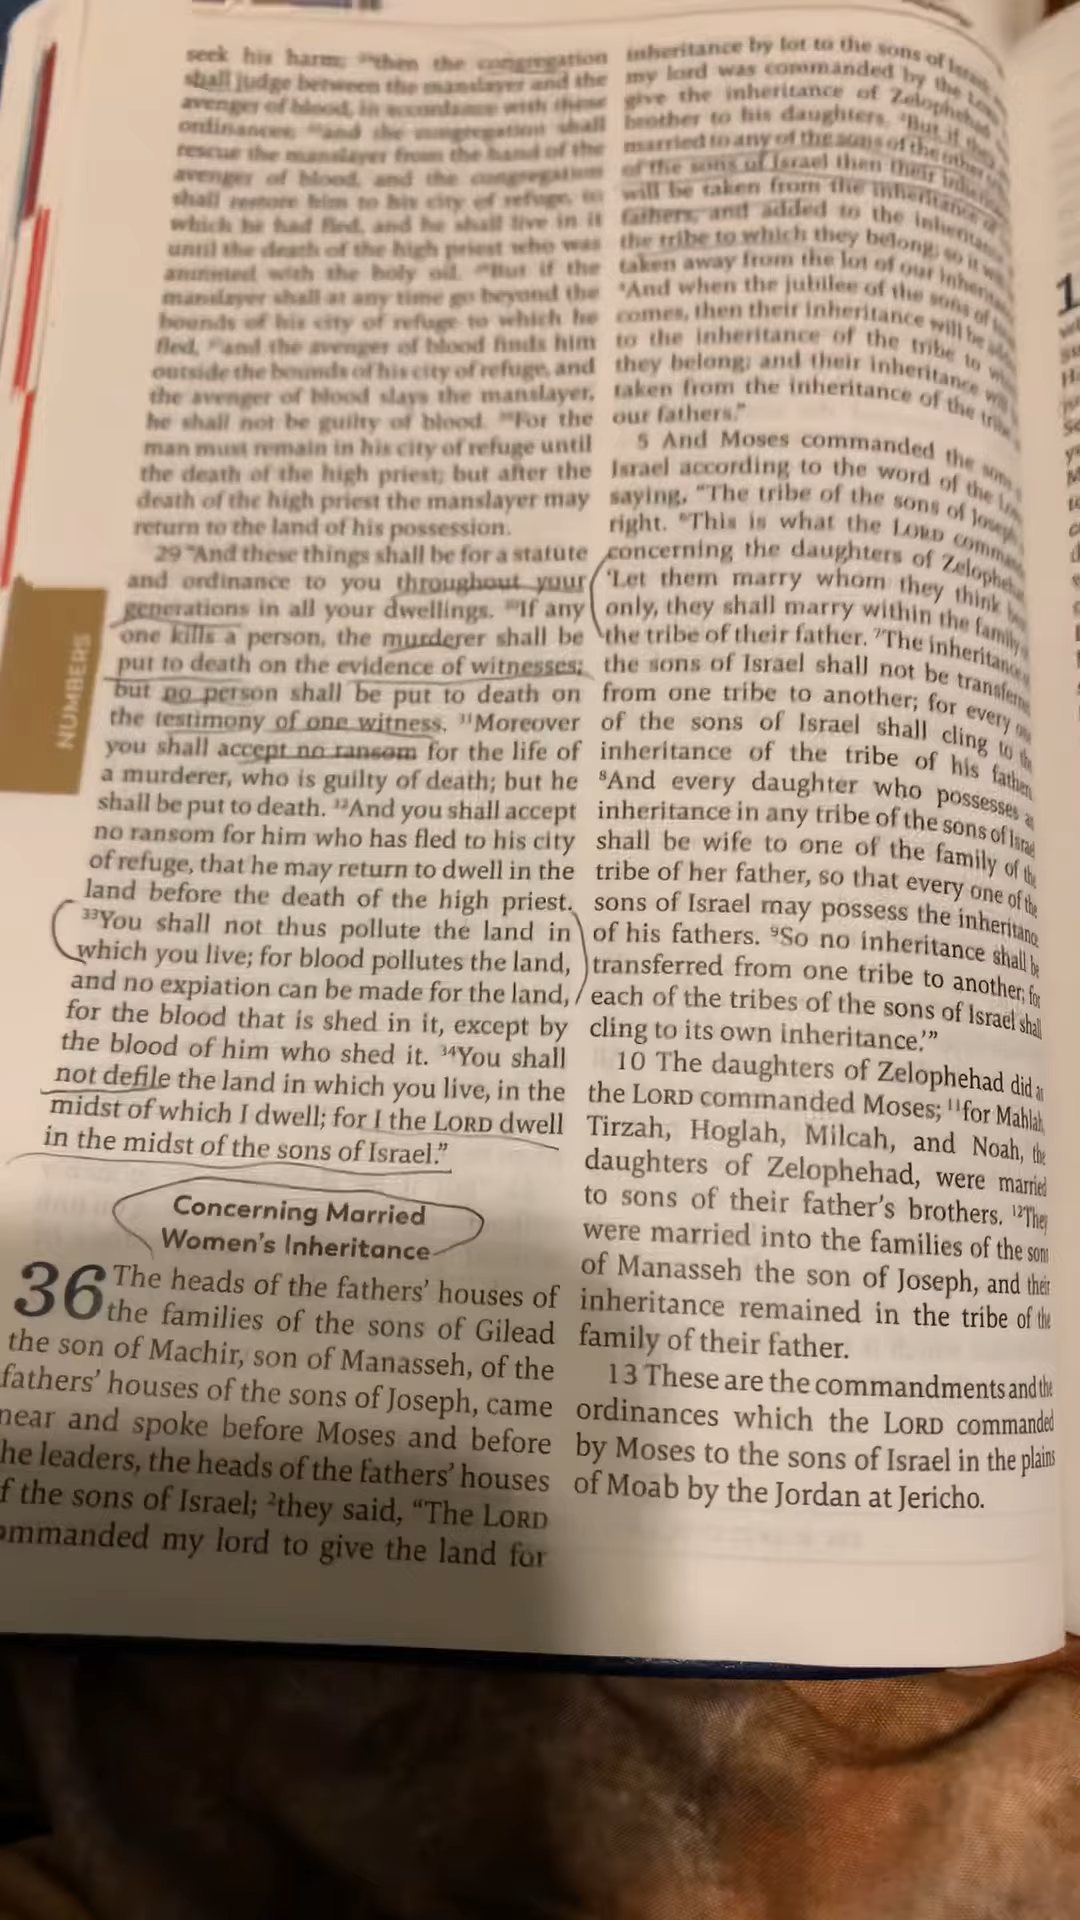 seek his harm; ²⁴then the congregation
shall judge between the manslayer and the
avenger of blood, in accordance with these
ordinances; ²⁵and the congregation shall
rescue the manslayer from the hand of the
avenger of blood, and the congregation
shall restore him to his city of refuge, to
which he had fled, and he shall live in it
until the death of the high priest who was
anointed with the holy oil. ²⁶But if the
manslayer shall at any time go beyond the
bounds of his city of refuge to which he
fled, ²⁷and the avenger of blood finds him
outside the bounds of his city of refuge, and
the avenger of blood slays the manslayer,
he shall not be guilty of blood. ²⁸For the
man must remain in his city of refuge until
the death of the high priest; but after the
death of the high priest the manslayer may
return to the land of his possession.
29 “And these things shall be for a statute
and ordinance to you throughout your
generations in all your dwellings. ³⁰If any
one kills a person, the murderer shall be
put to death on the evidence of witnesses;
but no person shall be put to death on
the testimony of one witness. ³¹Moreover
you shall accept no ransom for the life of
a murderer, who is guilty of death; but he
shall be put to death. ³²And you shall accept
no ransom for him who has fled to his city
of refuge, that he may return to dwell in the
land before the death of the high priest.
³³You shall not thus pollute the land in
which you live; for blood pollutes the land,
and no expiation can be made for the land,
for the blood that is shed in it, except by
the blood of him who shed it. ³⁴You shall
not defile the land in which you live, in the
midst of which I dwell; for I the LORD dwell
in the midst of the sons of Israel.”
Concerning Married
Women’s Inheritance
36 The heads of the fathers’ houses of
the families of the sons of Gilead
the son of Machir, son of Manasseh, of the
fathers’ houses of the sons of Joseph, came
near and spoke before Moses and before
he leaders, the heads of the fathers’ houses
f the sons of Israel; ²they said, “The LORD
ommanded my lord to give the land for
inheritance by lot to the sons of Israel
my lord was commanded by the LORD
give the inheritance of Zelophehad
brother to his daughters. ³But if they
married to any of the sons of the other
of the sons of Israel then their
will be taken from the inheritance of
fathers, and added to the
the tribe to which they belong; so it will
taken away from the lot of our
⁴And when the jubilee of the sons of
comes, then their inheritance will be
to the inheritance of the tribe to
they belong; and their inheritance will
taken from the inheritance of the tribe
our fathers.”
5 And Moses commanded the sons
Israel according to the word of the
saying, “The tribe of the sons of Joseph
right. ⁶This is what the LORD
concerning the daughters of
‘Let them marry whom they think
only, they shall marry within the family
the tribe of their father. ⁷The inheritance
the sons of Israel shall not be
from one tribe to another; for every one
of the sons of Israel shall cling to the
inheritance of the tribe of his fathers
⁸And every daughter who possesses an
inheritance in any tribe of the sons of Israel
shall be wife to one of the family of the
tribe of her father, so that every one of the
sons of Israel may possess the inheritance
of his fathers. ⁹So no inheritance shall be
transferred from one tribe to another; for
each of the tribes of the sons of Israel shall
cling to its own inheritance.’”
10 The daughters of Zelophehad did as
the LORD commanded Moses; ¹¹for Mahlah,
Tirzah, Hoglah, Milcah, and Noah, the
daughters of Zelophehad, were married
to sons of their father’s brothers. ¹²They
were married into the families of the sons
of Manasseh the son of Joseph, and their
inheritance remained in the tribe of the
family of their father.
13 These are the commandments and the
ordinances which the LORD commanded
by Moses to the sons of Israel in the plains
of Moab by the Jordan at Jericho.
NUMBERS